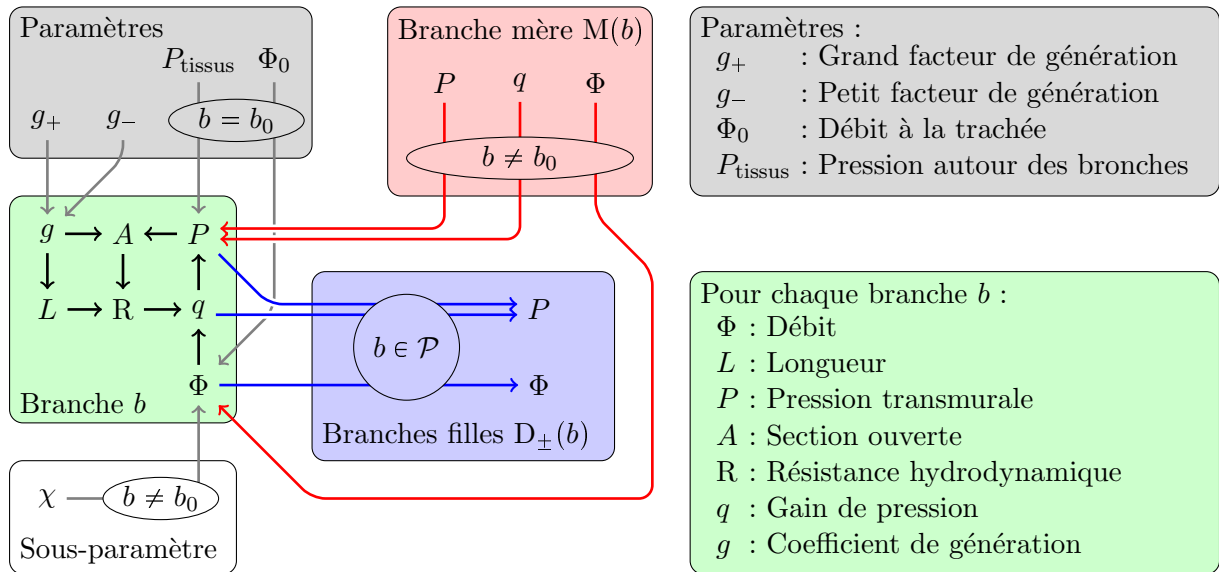 Paramètres
P_tissus Φ_0
g_+ g_− b = b_0
Branche mère M(b)
P q Φ
b ≠ b_0
Paramètres :
g_+ : Grand facteur de génération
g_− : Petit facteur de génération
Φ_0 : Débit à la trachée
P_tissus : Pression autour des bronches
g A P
L R q
Φ
Branche b
P
b ∈ 𝒫
Φ
Branches filles D_±(b)
χ b ≠ b_0
Sous-paramètre
Pour chaque branche b :
Φ : Débit
L : Longueur
P : Pression transmurale
A : Section ouverte
R : Résistance hydrodynamique
q : Gain de pression
g : Coefficient de génération